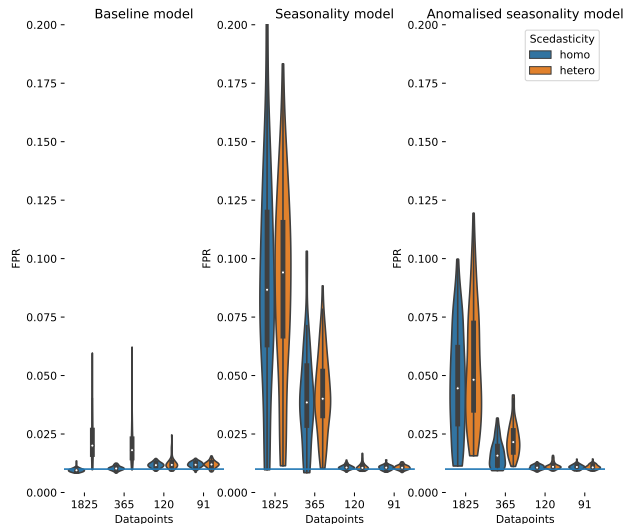 Baseline model
Seasonality model
Anomalised seasonality model
FPR
0.200
0.175
0.150
0.125
0.100
0.075
0.050
0.025
0.000
1825 365 120 91
Datapoints
FPR
0.200
0.175
0.150
0.125
0.100
0.075
0.050
0.025
0.000
1825 365 120 91
Datapoints
FPR
0.200
0.175
0.150
0.125
0.100
0.075
0.050
0.025
0.000
1825 365 120 91
Datapoints
Scedasticity
homo
hetero